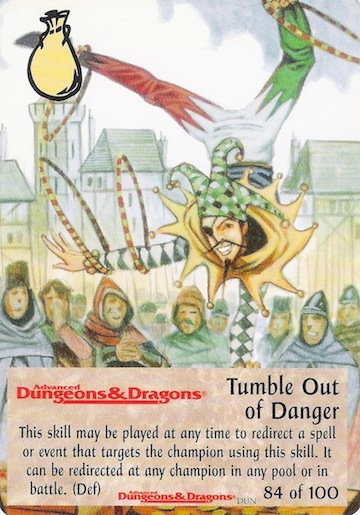 Advanced
Dungeons & Dragons®
Tumble Out
of Danger
This skill may be played at any time to redirect a spell
or event that targets the champion using this skill. It
can be redirected at any champion in any pool or in
battle. (Def)
Advanced
Dungeons & Dragons®
DUN
84 of 100